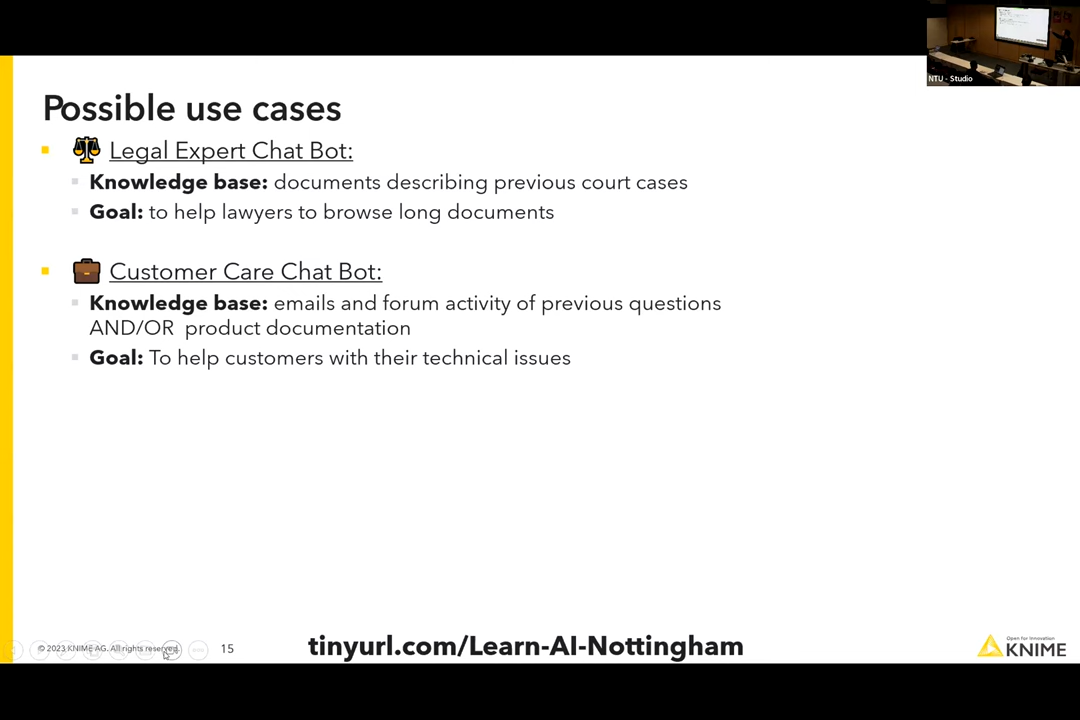 NTU - Studio
Possible use cases
Legal Expert Chat Bot:
Knowledge base: documents describing previous court cases
Goal: to help lawyers to browse long documents
Customer Care Chat Bot:
Knowledge base: emails and forum activity of previous questions
AND/OR product documentation
Goal: To help customers with their technical issues
© 2023 KNIME AG. All rights reserved.
15
tinyurl.com/Learn-AI-Nottingham
Open for Innovation
KNIME